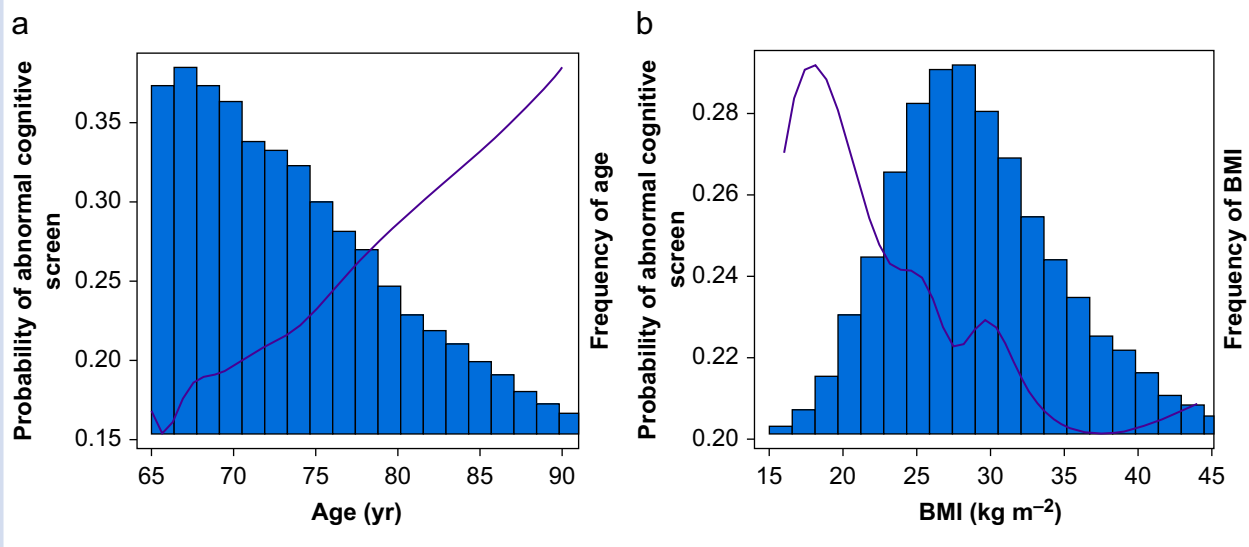 a
Probability of abnormal cognitive
screen
0.35
0.30
0.25
0.20
0.15
65 70 75 80 85 90
Age (yr)
Frequency of age
b
Probability of abnormal cognitive
screen
0.28
0.26
0.24
0.22
0.20
15 20 25 30 35 40 45
BMI (kg m⁻²)
Frequency of BMI